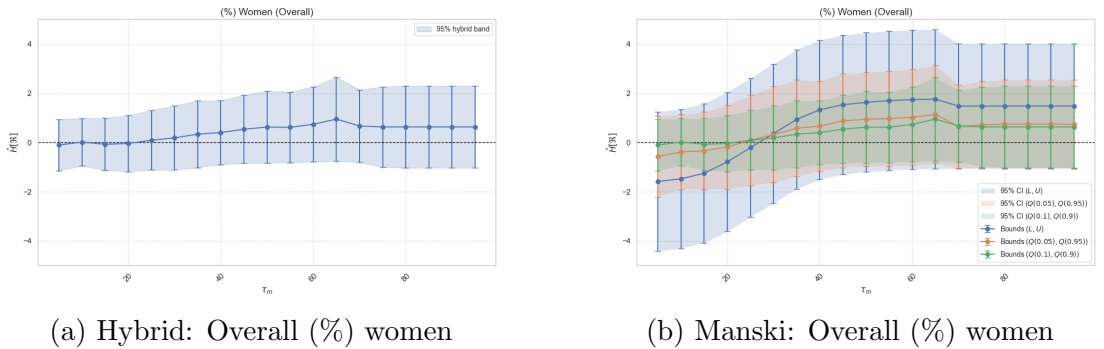 (%) Women (Overall)
95% hybrid band
4
2
0
−2
−4
20
40
60
80
τm
(a) Hybrid: Overall (%) women
(%) Women (Overall)
4
2
0
−2
−4
20
40
60
80
τm
95% CI (L, U)
95% CI (Q(0.05), Q(0.95))
95% CI (Q(0.1), Q(0.9))
Bounds (L, U)
Bounds (Q(0.05), Q(0.95))
Bounds (Q(0.1), Q(0.9))
(b) Manski: Overall (%) women